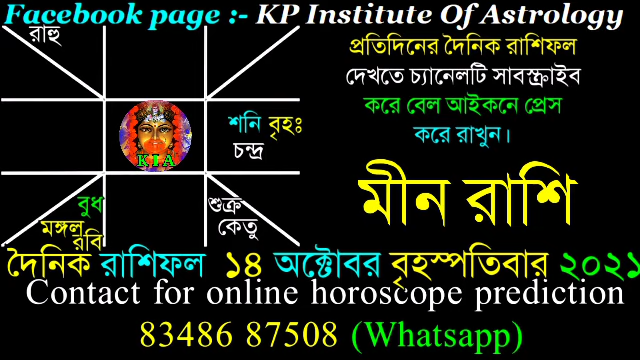 Facebook page :- KP Institute Of Astrology
রাহু
প্রতিদিনের দৈনিক রাশিফল
দেখতে চ্যানেলটি সাবস্ক্রাইব
করে বেল আইকনে প্রেস
করে রাখুন।
শনি বৃহঃ
চন্দ্র
KIA
মীন রাশি
বুধ
মঙ্গল
রবি
শুক্র
কেতু
দৈনিক রাশিফল ১৪ অক্টোবর বৃহস্পতিবার ২০২১
Contact for online horoscope prediction
83486 87508 (Whatsapp)